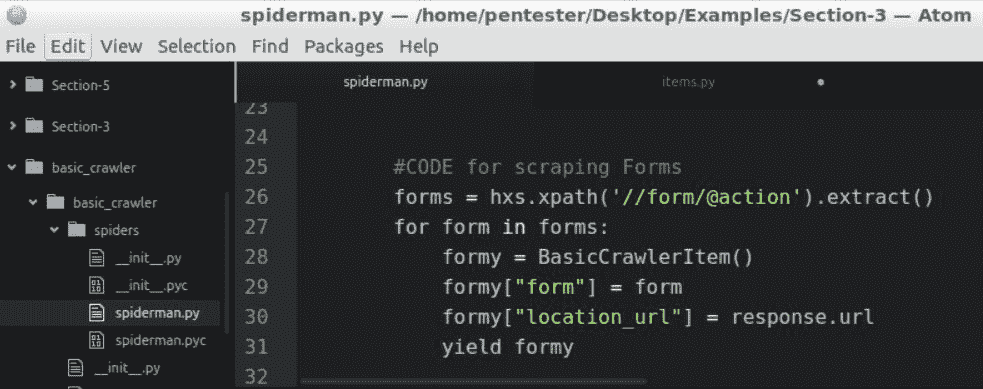 spiderman.py — /home/pentester/Desktop/Examples/Section-3 — Atom
File Edit View Selection Find Packages Help
Section-5
Section-3
basic_crawler
basic_crawler
spiders
__init__.py
__init__.pyc
spiderman.py
spiderman.pyc
__init__.py
spiderman.py items.py
23
24
25 #CODE for scraping Forms
26 forms = hxs.xpath('//form/@action').extract()
27 for form in forms:
28 formy = BasicCrawlerItem()
29 formy["form"] = form
30 formy["location_url"] = response.url
31 yield formy
32